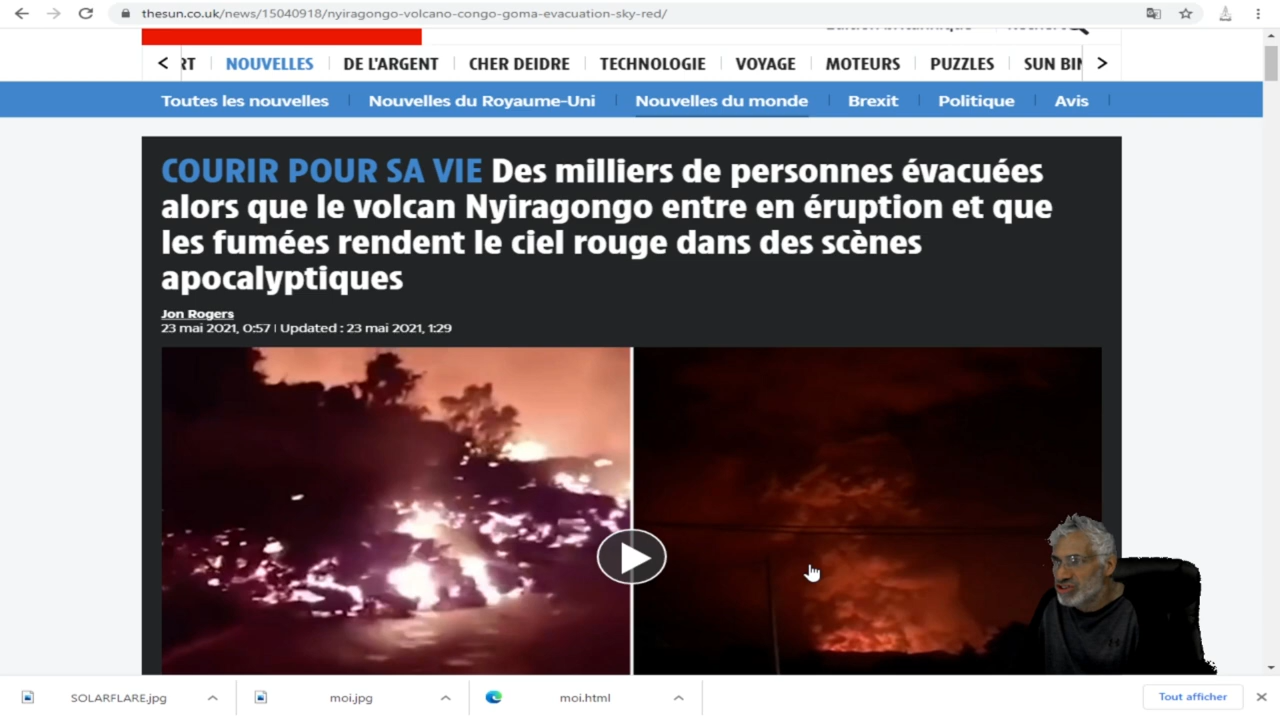 thesun.co.uk/news/15040918/nyiragongo-volcano-congo-goma-evacuation-sky-red/
RT NOUVELLES DE L'ARGENT CHER DEIDRE TECHNOLOGIE VOYAGE MOTEURS PUZZLES SUN BIN
Toutes les nouvelles Nouvelles du Royaume-Uni Nouvelles du monde Brexit Politique Avis
COURIR POUR SA VIE Des milliers de personnes évacuées
alors que le volcan Nyiragongo entre en éruption et que
les fumées rendent le ciel rouge dans des scènes
apocalyptiques
Jon Rogers
23 mai 2021, 0:57 | Updated : 23 mai 2021, 1:29
SOLARFLARE.jpg moi.jpg moi.html Tout afficher